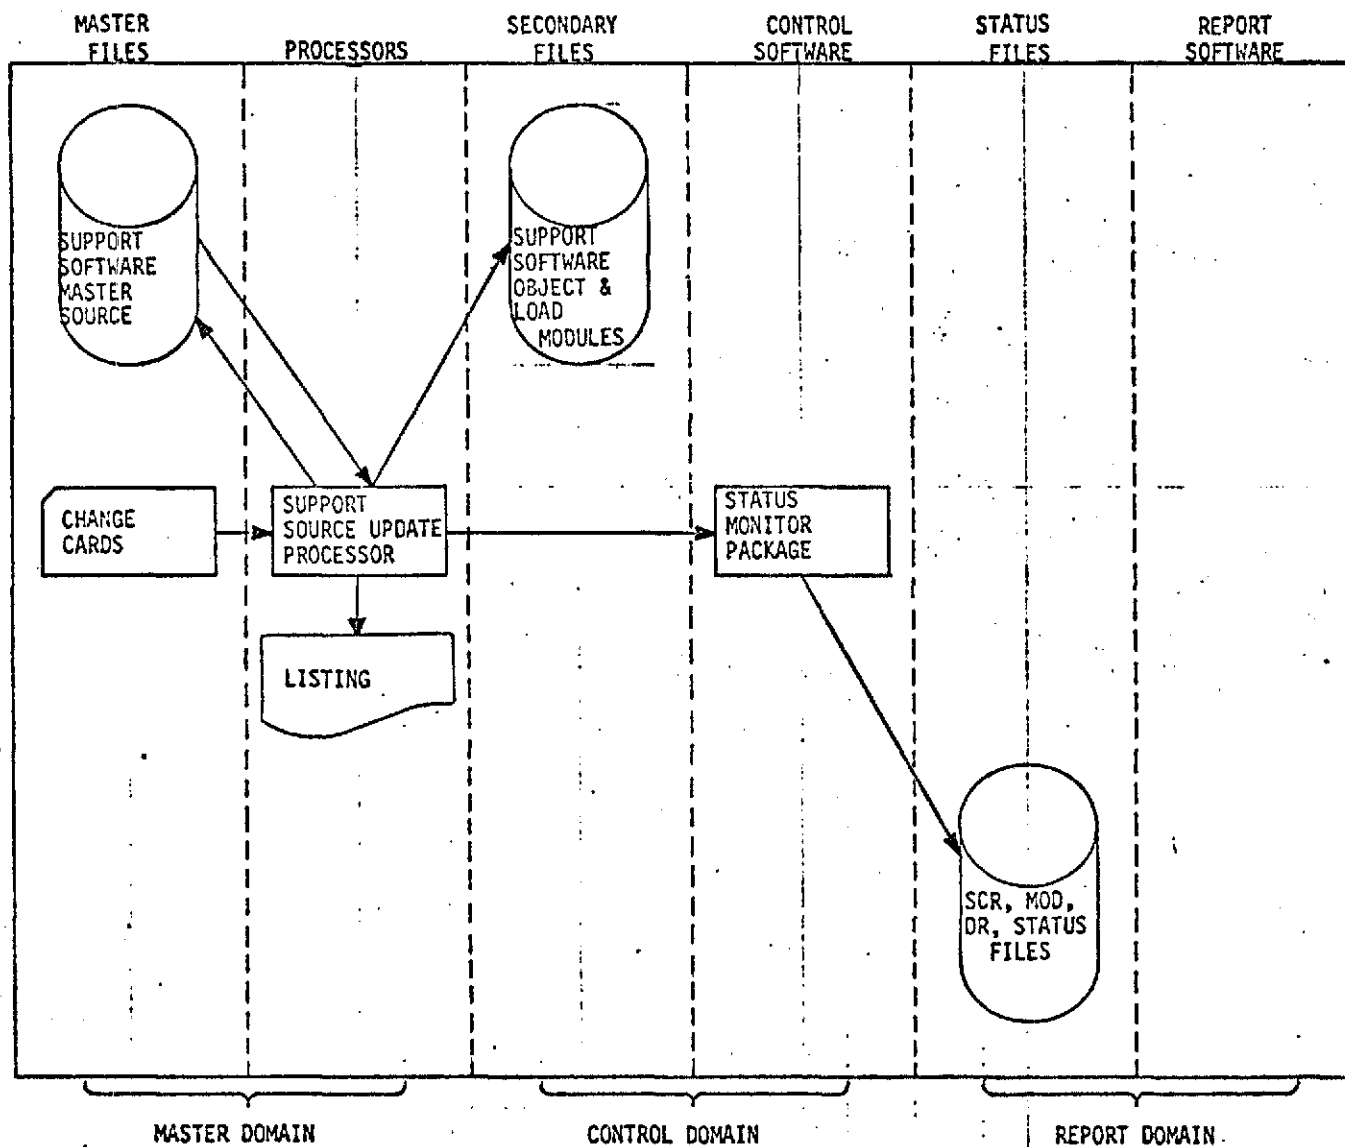 MASTER
FILES
PROCESSORS
SECONDARY
FILES
CONTROL
SOFTWARE
STATUS
FILES
REPORT
SOFTWARE
SUPPORT
SOFTWARE
MASTER
SOURCE
SUPPORT
SOFTWARE
OBJECT &
LOAD
MODULES
CHANGE
CARDS
SUPPORT
SOURCE UPDATE
PROCESSOR
STATUS
MONITOR
PACKAGE
LISTING
SCR, MOD,
DR, STATUS
FILES
MASTER DOMAIN
CONTROL DOMAIN
REPORT DOMAIN